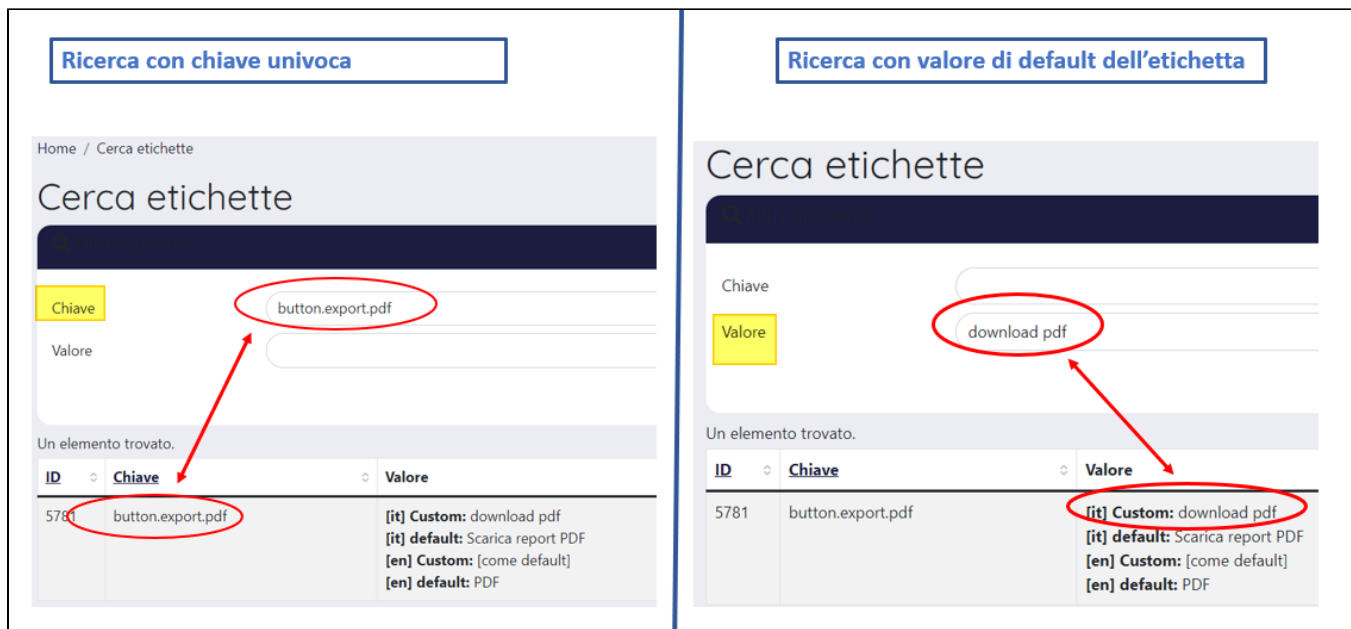 Ricerca con chiave univoca
Home / Cerca etichette
Cerca etichette
Chiave
button.export.pdf
Valore
Un elemento trovato.
ID Chiave Valore
5781 button.export.pdf [it] Custom: download pdf
[it] default: Scarica report PDF
[en] Custom: [come default]
[en] default: PDF
Ricerca con valore di default dell'etichetta
Cerca etichette
Chiave
Valore
download pdf
Un elemento trovato.
ID Chiave Valore
5781 button.export.pdf [it] Custom: download pdf
[it] default: Scarica report PDF
[en] Custom: [come default]
[en] default: PDF